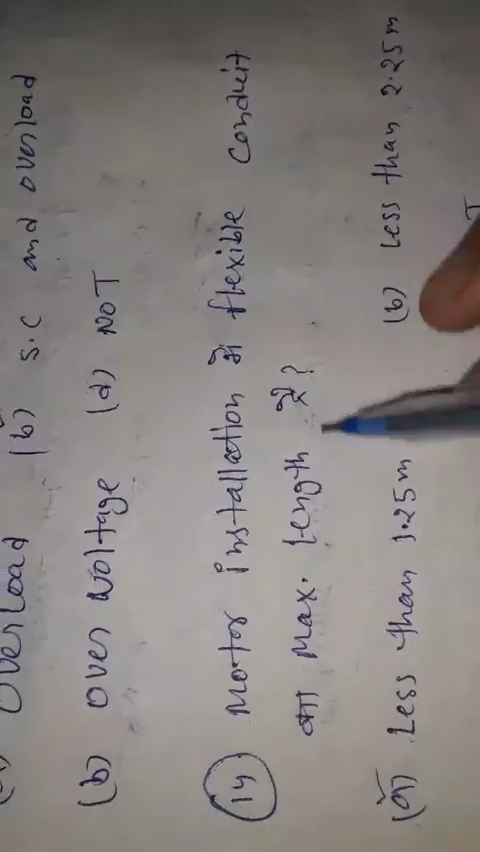 Overload (b) s.c and overload
(b) over voltage (d) NOT
(14) Motor installation में flexible conduit
का Max. length है?
(a) Less than 1.25m (b) Less than 2.25m